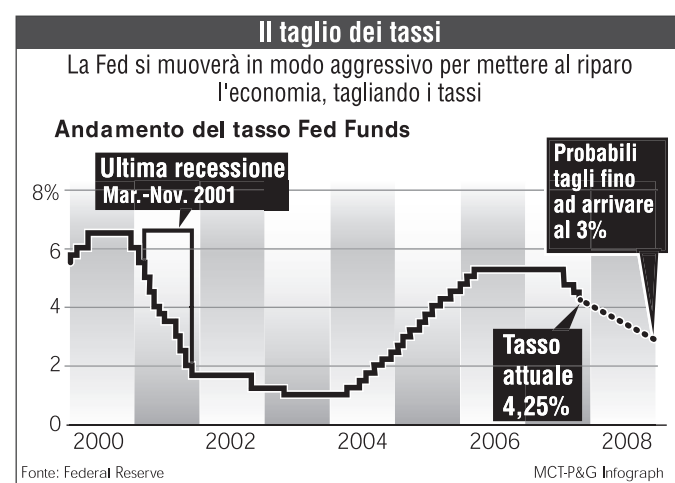 Il taglio dei tassi
La Fed si muoverà in modo aggressivo per mettere al riparo
l'economia, tagliando i tassi
Andamento del tasso Fed Funds
Ultima recessione
Mar.-Nov. 2001
Probabili
tagli fino
ad arrivare
al 3%
8%
6
4
2
0
Tasso
attuale
4,25%
2000 2002 2004 2006 2008
Fonte: Federal Reserve
MCT-P&G Infograph